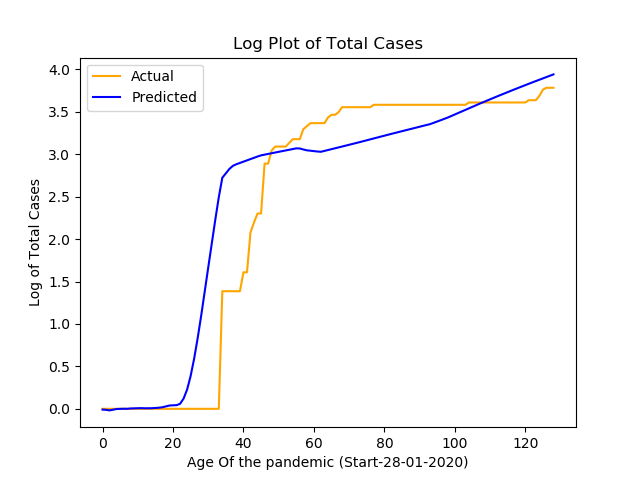 Log Plot of Total Cases
Actual
Predicted
Log of Total Cases
4.0
3.5
3.0
2.5
2.0
1.5
1.0
0.5
0.0
0 20 40 60 80 100 120
Age Of the pandemic (Start-28-01-2020)